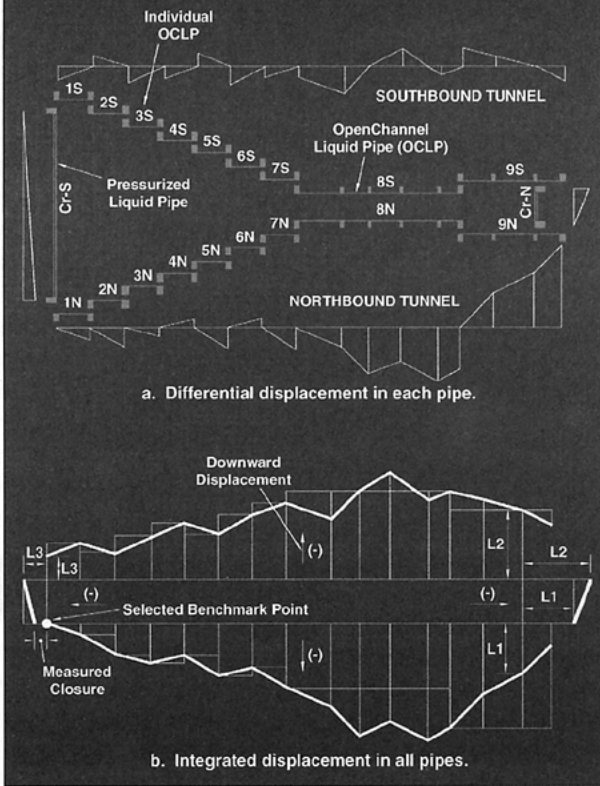 Individual
OCLP
1S
2S
3S
4S
5S
6S
7S
8S
9S
SOUTHBOUND TUNNEL
OpenChannel
Liquid Pipe (OCLP)
Pressurized
Liquid Pipe
Cr-S
Cr-N
1N
2N
3N
4N
5N
6N
7N
8N
9N
NORTHBOUND TUNNEL
a. Differential displacement in each pipe.
Downward
Displacement
(-)
L2
L2
L3
L3
(-)
(-)
L1
Selected Benchmark Point
(-)
L1
Measured
Closure
b. Integrated displacement in all pipes.